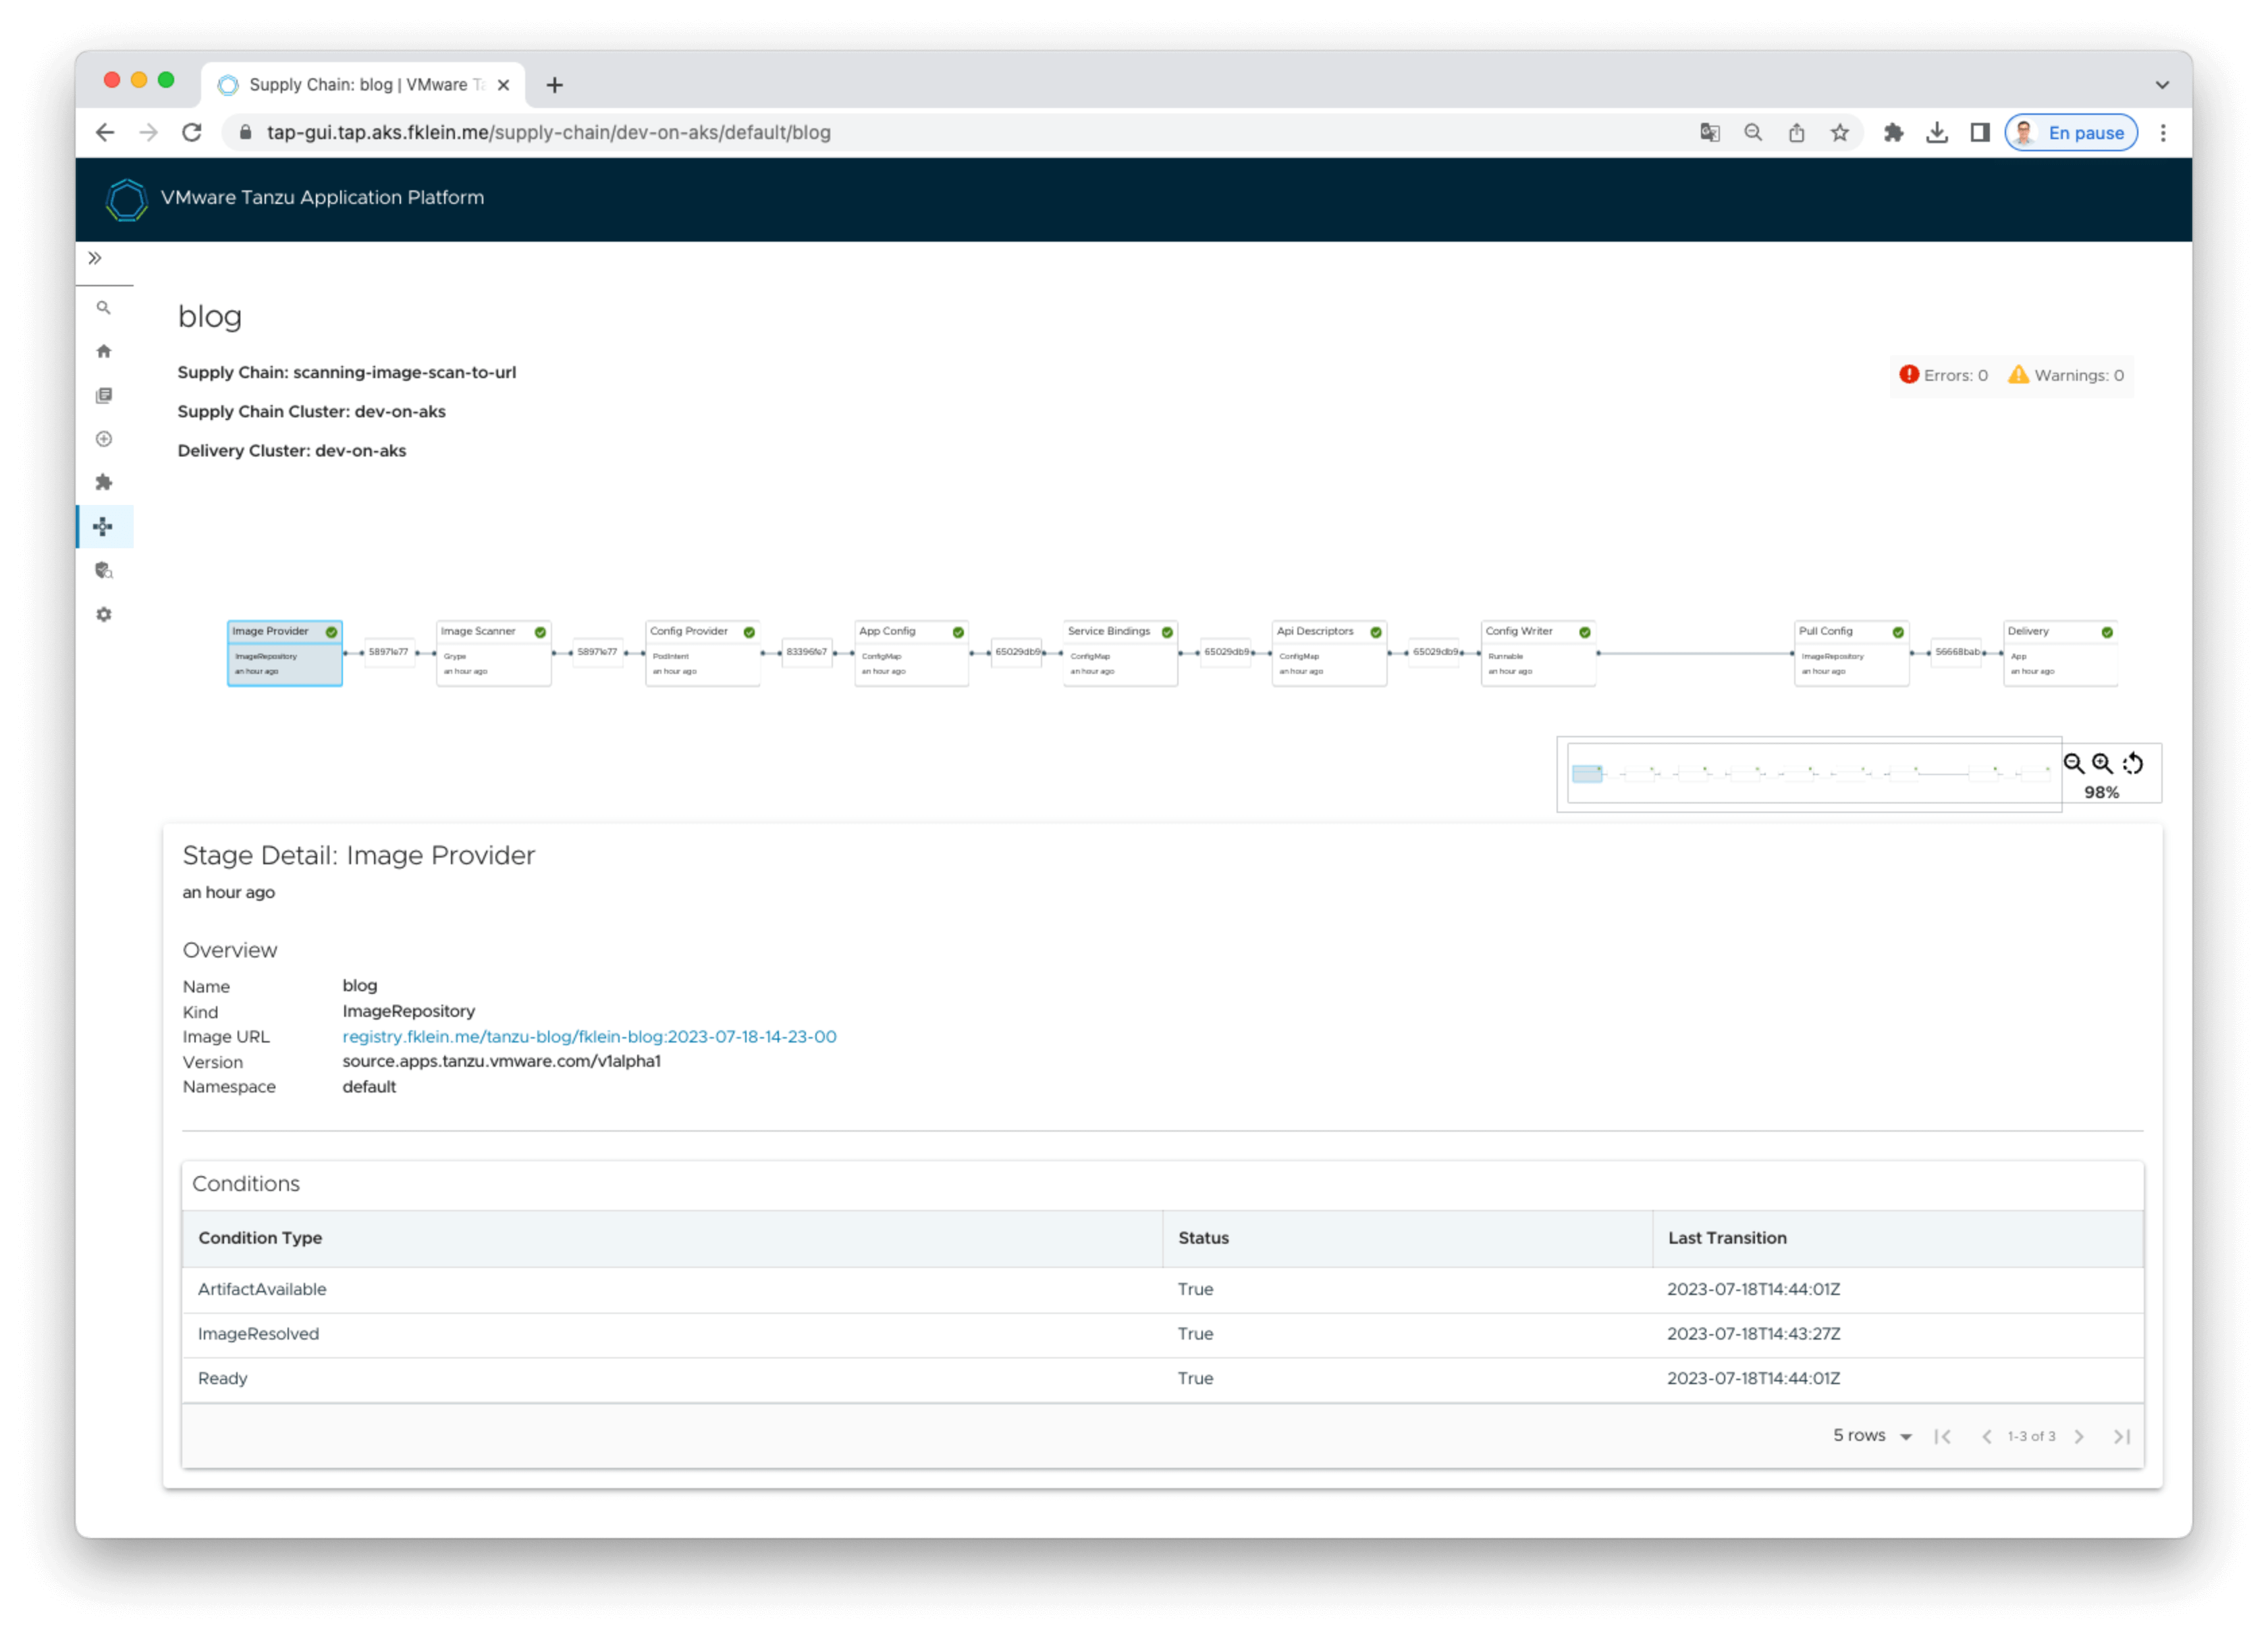 Supply Chain: blog | VMware Ta
tap-gui.tap.aks.fklein.me/supply-chain/dev-on-aks/default/blog
En pause
VMware Tanzu Application Platform
blog
Supply Chain: scanning-image-scan-to-url
Errors: 0 Warnings: 0
Supply Chain Cluster: dev-on-aks
Delivery Cluster: dev-on-aks
Image Provider
ImageRepository
an hour ago
58971e77
Image Scanner
Grype
an hour ago
58971e77
Config Provider
PodIntent
an hour ago
83396fe7
App Config
ConfigMap
an hour ago
65029db9
Service Bindings
ConfigMap
an hour ago
65029db9
Api Descriptors
ConfigMap
an hour ago
65029db9
Config Writer
Runnable
an hour ago
Pull Config
ImageRepository
an hour ago
56668bab
Delivery
App
an hour ago
98%
Stage Detail: Image Provider
an hour ago
Overview
Name blog
Kind ImageRepository
Image URL registry.fklein.me/tanzu-blog/fklein-blog:2023-07-18-14-23-00
Version source.apps.tanzu.vmware.com/v1alpha1
Namespace default
Conditions
Condition Type Status Last Transition
ArtifactAvailable True 2023-07-18T14:44:01Z
ImageResolved True 2023-07-18T14:43:27Z
Ready True 2023-07-18T14:44:01Z
5 rows 1-3 of 3